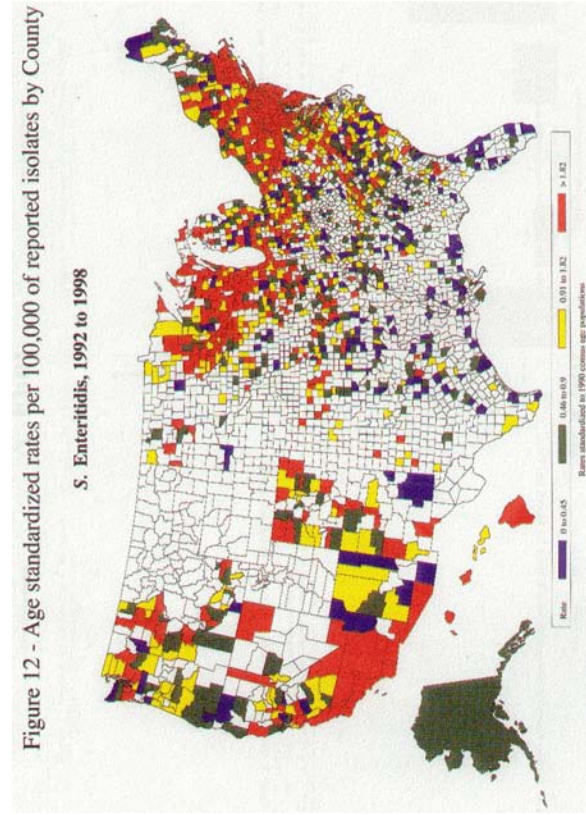 Figure 12 - Age standardized rates per 100,000 of reported isolates by County
S. Enteritidis, 1992 to 1998
Rate 0 to 0.45 0.46 to 0.9 0.91 to 1.82 > 1.82
Rates standardized to 1990 census age populations